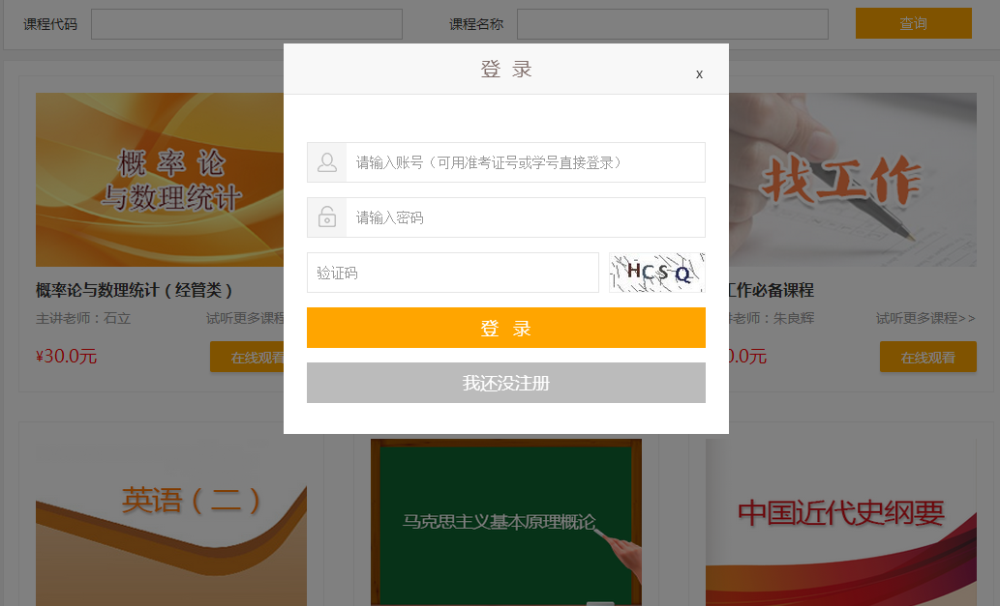 课程代码
课程名称
查询
登 录
x
请输入账号（可用准考证号或学号直接登录）
请输入密码
验证码
HCSQ
登 录
我还没注册
概 率 论
与数理统计
概率论与数理统计（经管类）
主讲老师：石立
试听更多课程
¥30.0元
在线观看
找工作
工作必备课程
老师：朱良辉
试听更多课程>>
0.0元
在线观看
英语（二）
马克思主义基本原理概论
中国近代史纲要